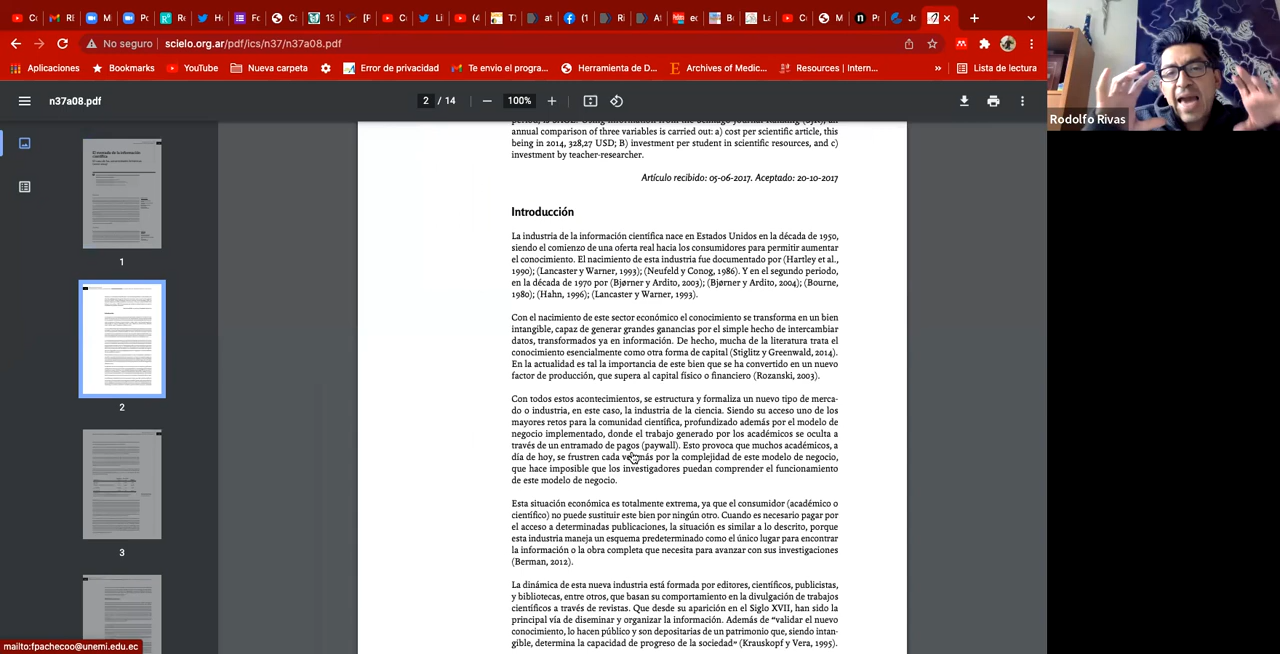 No seguro
scielo.org.ar/pdf/ics/n37/n37a08.pdf
Aplicaciones
Bookmarks
YouTube
Nueva carpeta
Error de privacidad
Te envio el progra...
Herramienta de D...
Archives of Medic...
Resources | Intern...
»
Lista de lectura
n37a08.pdf
2 / 14
100%
Rodolfo Rivas
annual comparison of three variables is carried out: a) cost per scientific article, this
being in 2014, 328,27 USD; B) investment per student in scientific resources, and c)
investment by teacher-researcher.
Artículo recibido: 05-06-2017. Aceptado: 20-10-2017
Introducción
La industria de la información científica nace en Estados Unidos en la década de 1950,
siendo el comienzo de una oferta real hacia los consumidores para permitir aumentar
el conocimiento. El nacimiento de esta industria fue documentado por (Hartley et al.,
1990); (Lancaster y Warner, 1993); (Neufeld y Conog, 1986). Y en el segundo periodo,
en la década de 1970 por (Bjørner y Ardito, 2003); (Bjørner y Ardito, 2004); (Bourne,
1980); (Hahn, 1996); (Lancaster y Warner, 1993).
Con el nacimiento de este sector económico el conocimiento se transforma en un bien
intangible, capaz de generar grandes ganancias por el simple hecho de intercambiar
datos, transformados ya en información. De hecho, mucha de la literatura trata el
conocimiento esencialmente como otra forma de capital (Stiglitz y Greenwald, 2014).
En la actualidad es tal la importancia de este bien que se ha convertido en un nuevo
factor de producción, que supera al capital físico o financiero (Rozanski, 2003).
Con todos estos acontecimientos, se estructura y formaliza un nuevo tipo de merca-
do o industria, en este caso, la industria de la ciencia. Siendo su acceso uno de los
mayores retos para la comunidad científica, profundizado además por el modelo de
negocio implementado, donde el trabajo generado por los académicos se oculta a
través de un entramado de pagos (paywall). Esto provoca que muchos académicos, a
día de hoy, se frustren cada vez más por la complejidad de este modelo de negocio,
que hace imposible que los investigadores puedan comprender el funcionamiento
de este modelo de negocio.
Esta situación económica es totalmente extrema, ya que el consumidor (académico o
científico) no puede sustituir este bien por ningún otro. Cuando es necesario pagar por
el acceso a determinadas publicaciones, la situación es similar a lo descrito, porque
esta industria maneja un esquema predeterminado como el único lugar para encontrar
la información o la obra completa que necesita para avanzar con sus investigaciones
(Berman, 2012).
La dinámica de esta nueva industria está formada por editores, científicos, publicistas,
y bibliotecas, entre otros, que basan su comportamiento en la divulgación de trabajos
científicos a través de revistas. Que desde su aparición en el Siglo XVII, han sido la
principal vía de diseminar y organizar la información. Además de "validar el nuevo
conocimiento, lo hacen público y son depositarias de un patrimonio que, siendo intan-
gible, determina la capacidad de progreso de la sociedad" (Krauskopf y Vera, 1995).
1
2
3
mailto:fpachecoo@unemi.edu.ec